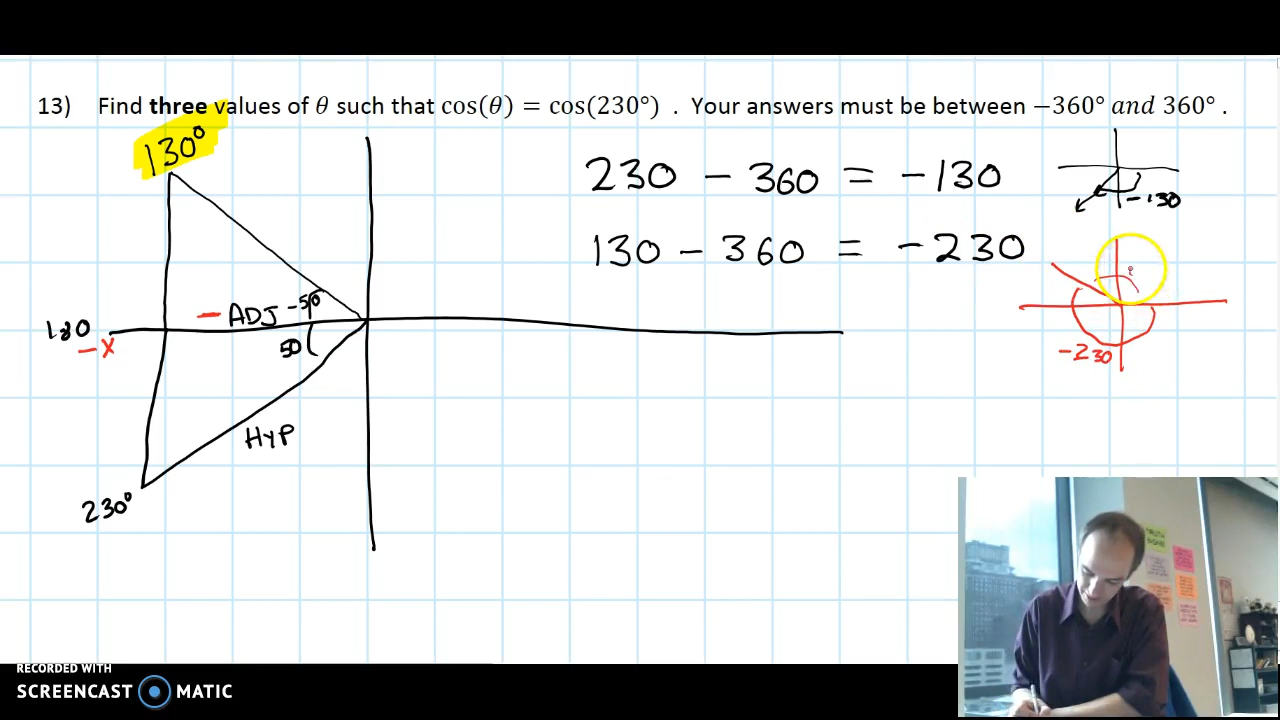 13) Find three values of θ such that cos(θ) = cos(230°) . Your answers must be between −360° and 360° .
130°
230 - 360 = -130
-130
130 - 360 = -230
-50
- ADJ
180
-X
50
-230
HYP
230°
RECORDED WITH
SCREENCAST MATIC